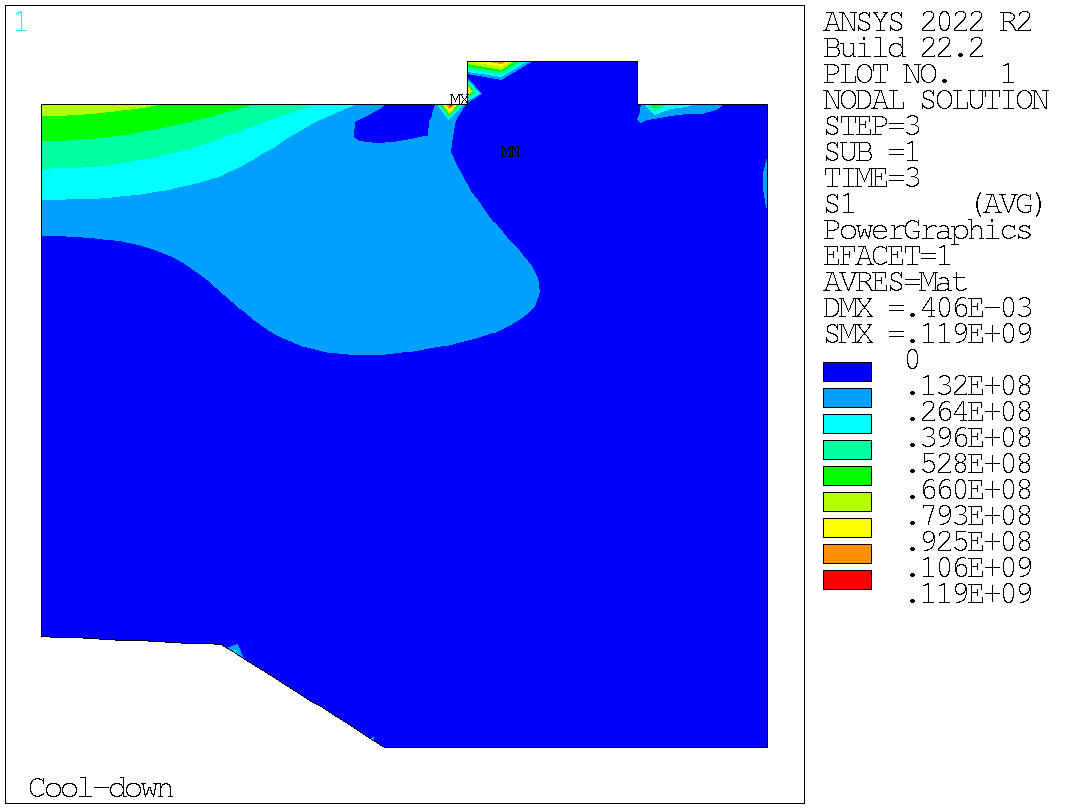 1
ANSYS 2022 R2
Build 22.2
PLOT NO.   1
NODAL SOLUTION
STEP=3
SUB =1
TIME=3
S1       (AVG)
PowerGraphics
EFACET=1
AVRES=Mat
DMX =.406E-03
SMX =.119E+09
0
.132E+08
.264E+08
.396E+08
.528E+08
.660E+08
.793E+08
.925E+08
.106E+09
.119E+09
MX
MN
Cool-down